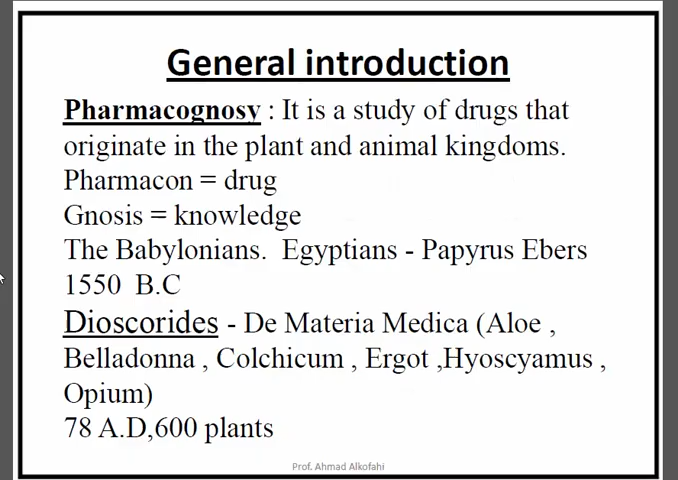 General introduction
Pharmacognosy : It is a study of drugs that
originate in the plant and animal kingdoms.
Pharmacon = drug
Gnosis = knowledge
The Babylonians.  Egyptians - Papyrus Ebers
1550  B.C
Dioscorides - De Materia Medica (Aloe ,
Belladonna , Colchicum , Ergot ,Hyoscyamus ,
Opium)
78 A.D,600 plants
Prof. Ahmad Alkofahi